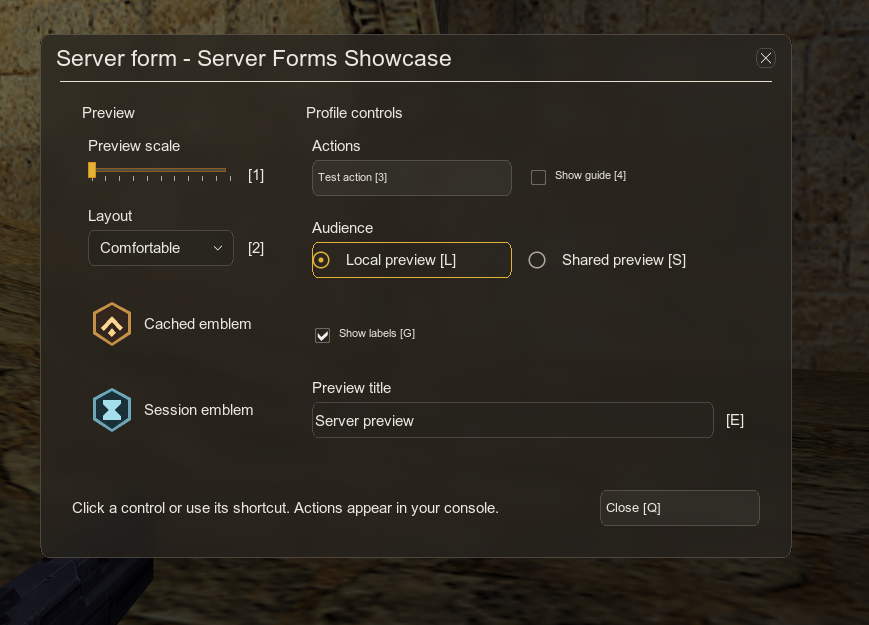 Server form - Server Forms Showcase
Preview
Preview scale
[1]
Layout
Comfortable
[2]
Cached emblem
Session emblem
Profile controls
Actions
Test action [3]
Show guide [4]
Audience
Local preview [L]
Shared preview [S]
Show labels [G]
Preview title
Server preview
[E]
Click a control or use its shortcut. Actions appear in your console.
Close [Q]